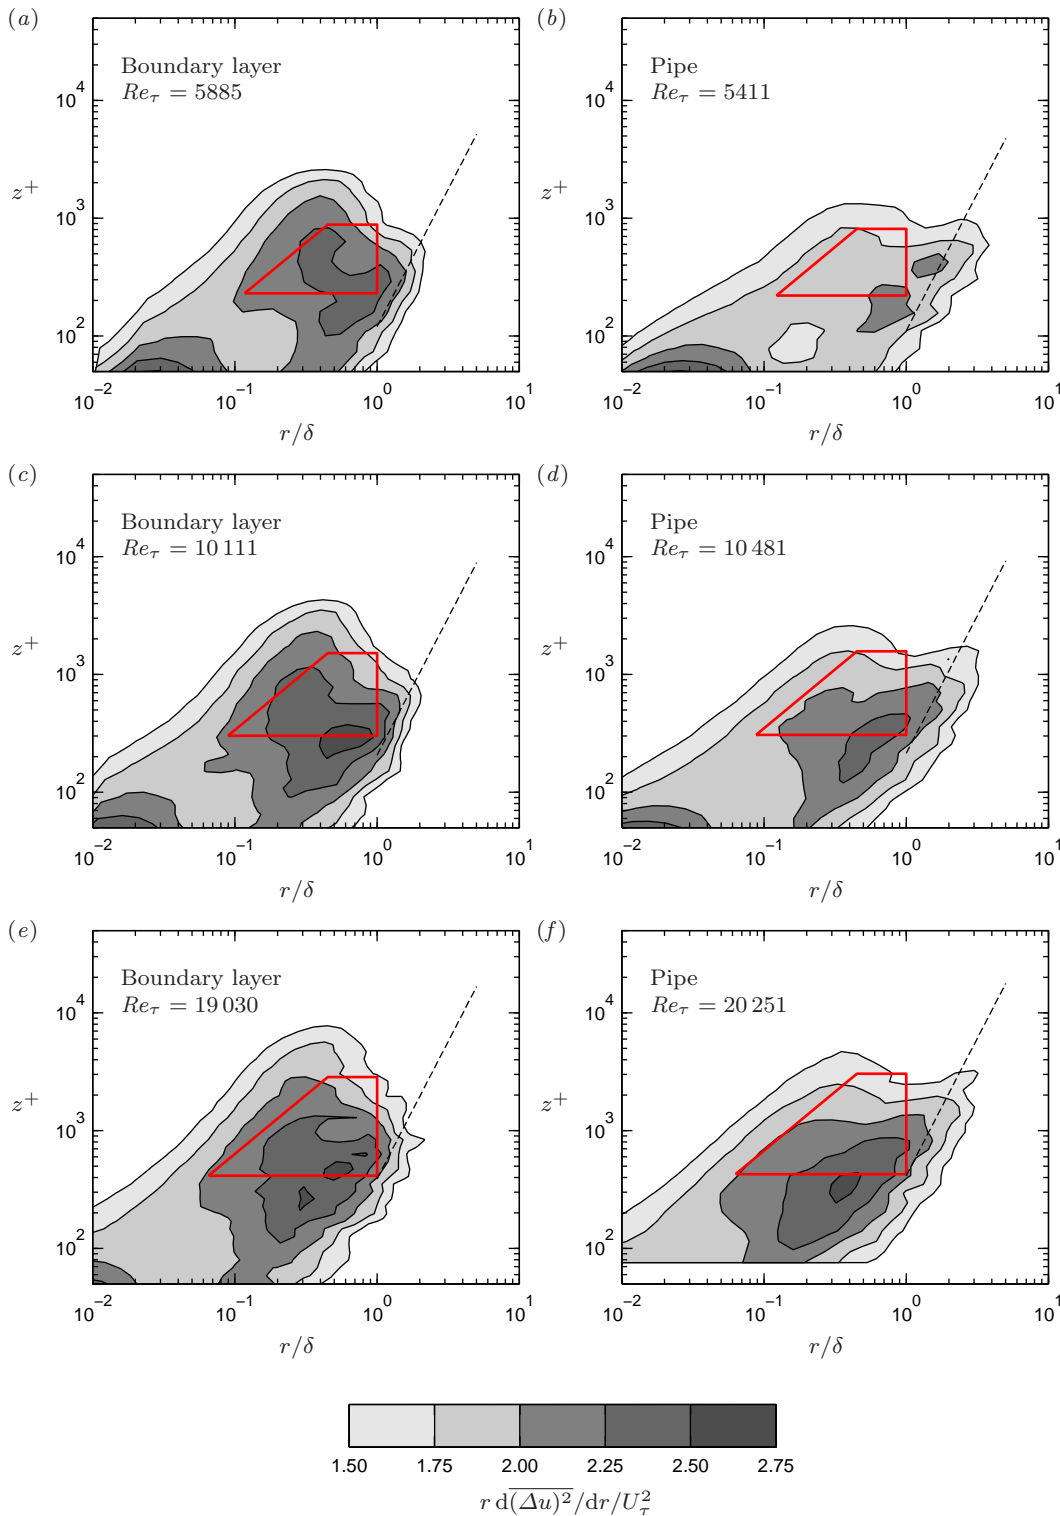 (a)
Boundary layer
Re_τ = 5885
10^4
z^+
10^3
10^2
10^−2 10^−1 10^0 10^1
r/δ
(b)
Pipe
Re_τ = 5411
10^4
z^+
10^3
10^2
10^−2 10^−1 10^0 10^1
r/δ
(c)
Boundary layer
Re_τ = 10 111
10^4
z^+
10^3
10^2
10^−2 10^−1 10^0 10^1
r/δ
(d)
Pipe
Re_τ = 10 481
10^4
z^+
10^3
10^2
10^−2 10^−1 10^0 10^1
r/δ
(e)
Boundary layer
Re_τ = 19 030
10^4
z^+
10^3
10^2
10^−2 10^−1 10^0 10^1
r/δ
(f)
Pipe
Re_τ = 20 251
10^4
z^+
10^3
10^2
10^−2 10^−1 10^0 10^1
r/δ
1.50 1.75 2.00 2.25 2.50 2.75
r d\overline{(Δu)^2}/dr/U_τ^2